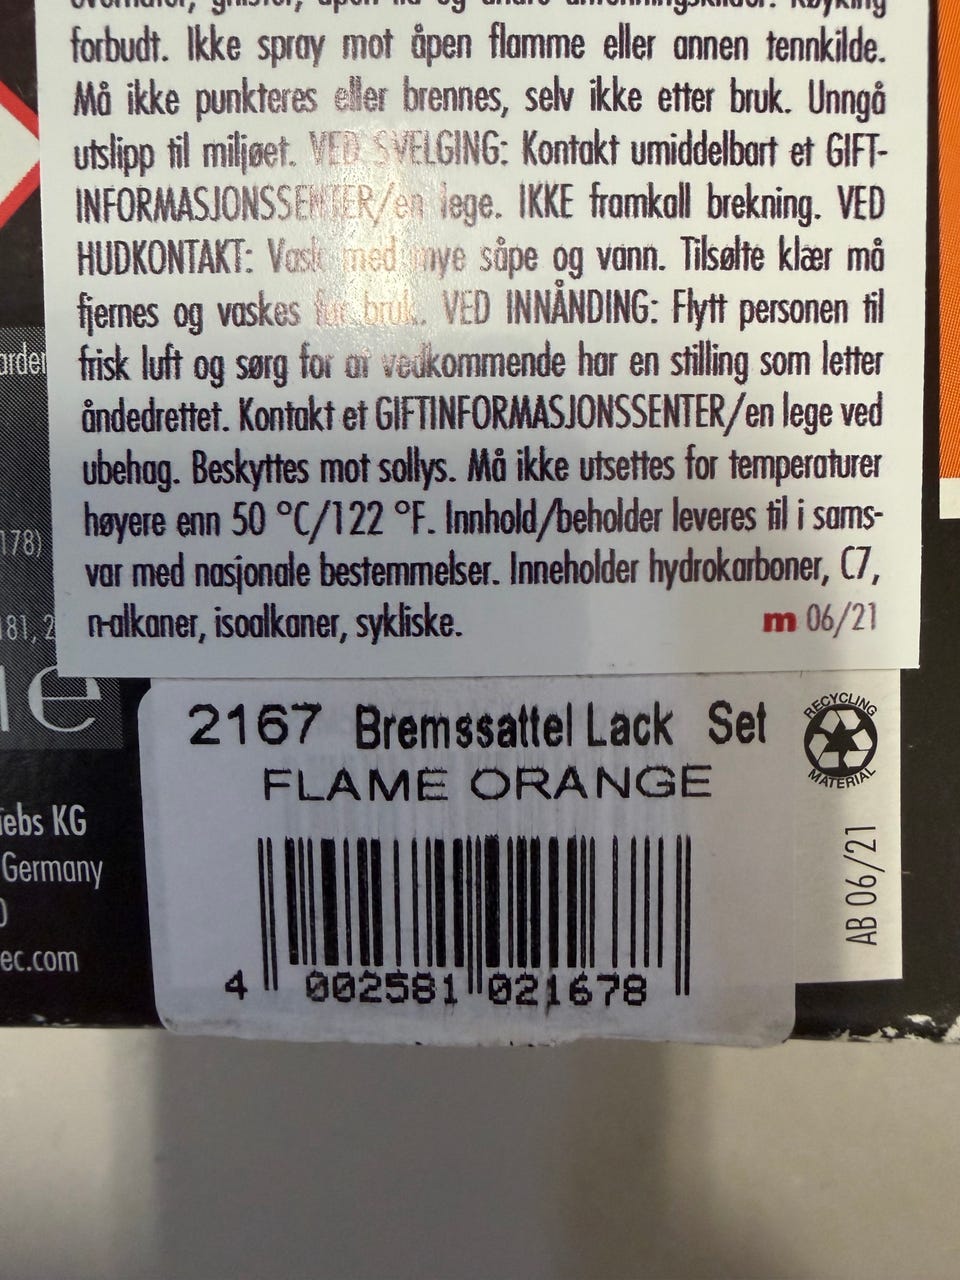 forbudt. Ikke spray mot åpen flamme eller annen tennkilde.
Må ikke punkteres eller brennes, selv ikke etter bruk. Unngå
utslipp til miljøet. VED SVELGING: Kontakt umiddelbart et GIFT-
INFORMASJONSSENTER/en lege. IKKE framkall brekning. VED
HUDKONTAKT: Vask med mye såpe og vann. Tilsølte klær må
fjernes og vaskes før bruk. VED INNÅNDING: Flytt personen til
frisk luft og sørg for at vedkommende har en stilling som letter
åndedrettet. Kontakt et GIFTINFORMASJONSSENTER/en lege ved
ubehag. Beskyttes mot sollys. Må ikke utsettes for temperaturer
høyere enn 50 °C/122 °F. Innhold/beholder leveres til i sams-
var med nasjonale bestemmelser. Inneholder hydrokarboner, C7,
n-alkaner, isoalkaner, sykliske. m 06/21
178)
181, 2
2167 Bremssattel Lack Set
FLAME ORANGE
4 002581 021678
RECYCLING
MATERIAL
AB 06/21
KG
Germany
ec.com